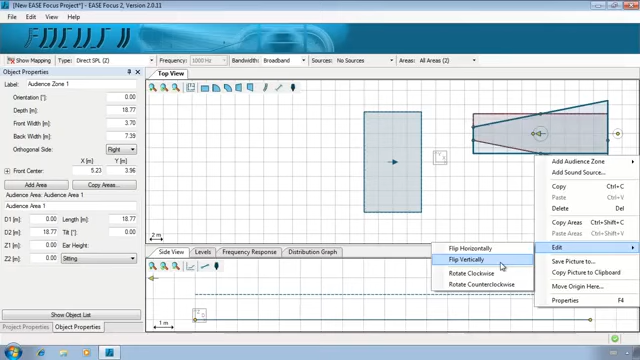 [New EASE Focus Project*] - EASE Focus 2, 2.0.11
File Edit View Help
FOCUS II
Show Mapping Type: Direct SPL (Z) Frequency: 1000 Hz Bandwidth: Broadband Sources: No Sources Areas: All Areas (2)
Object Properties
Label: Audience Zone 1
Orientation [°] 0.00
Depth [m] 18.77
Front Width [m] 3.70
Back Width [m] 7.39
Orthogonal Side: Right
X [m] Y [m]
Front Center: 5.23 3.96
Add Area Copy Areas...
Audience Area: Audience Area 1
Audience Area 1
D1 [m] 0.00 Length [m] 18.77
D2 [m] 18.77 Tilt [°] 0.00
Z1 [m] 0.00 Ear Height:
Z2 [m] 0.00 Sitting
Show Object List
Project Properties Object Properties
Top View
2 m
Add Audience Zone
Add Sound Source...
Copy Ctrl+C
Paste Ctrl+V
Delete Del
Copy Areas Ctrl+Shift+C
Paste Areas Ctrl+Shift+V
Edit
Save Picture to...
Copy Picture to Clipboard
Move Origin Here...
Properties F4
Flip Horizontally
Flip Vertically
Rotate Clockwise
Rotate Counterclockwise
Side View Levels Frequency Response Distribution Graph
1 m